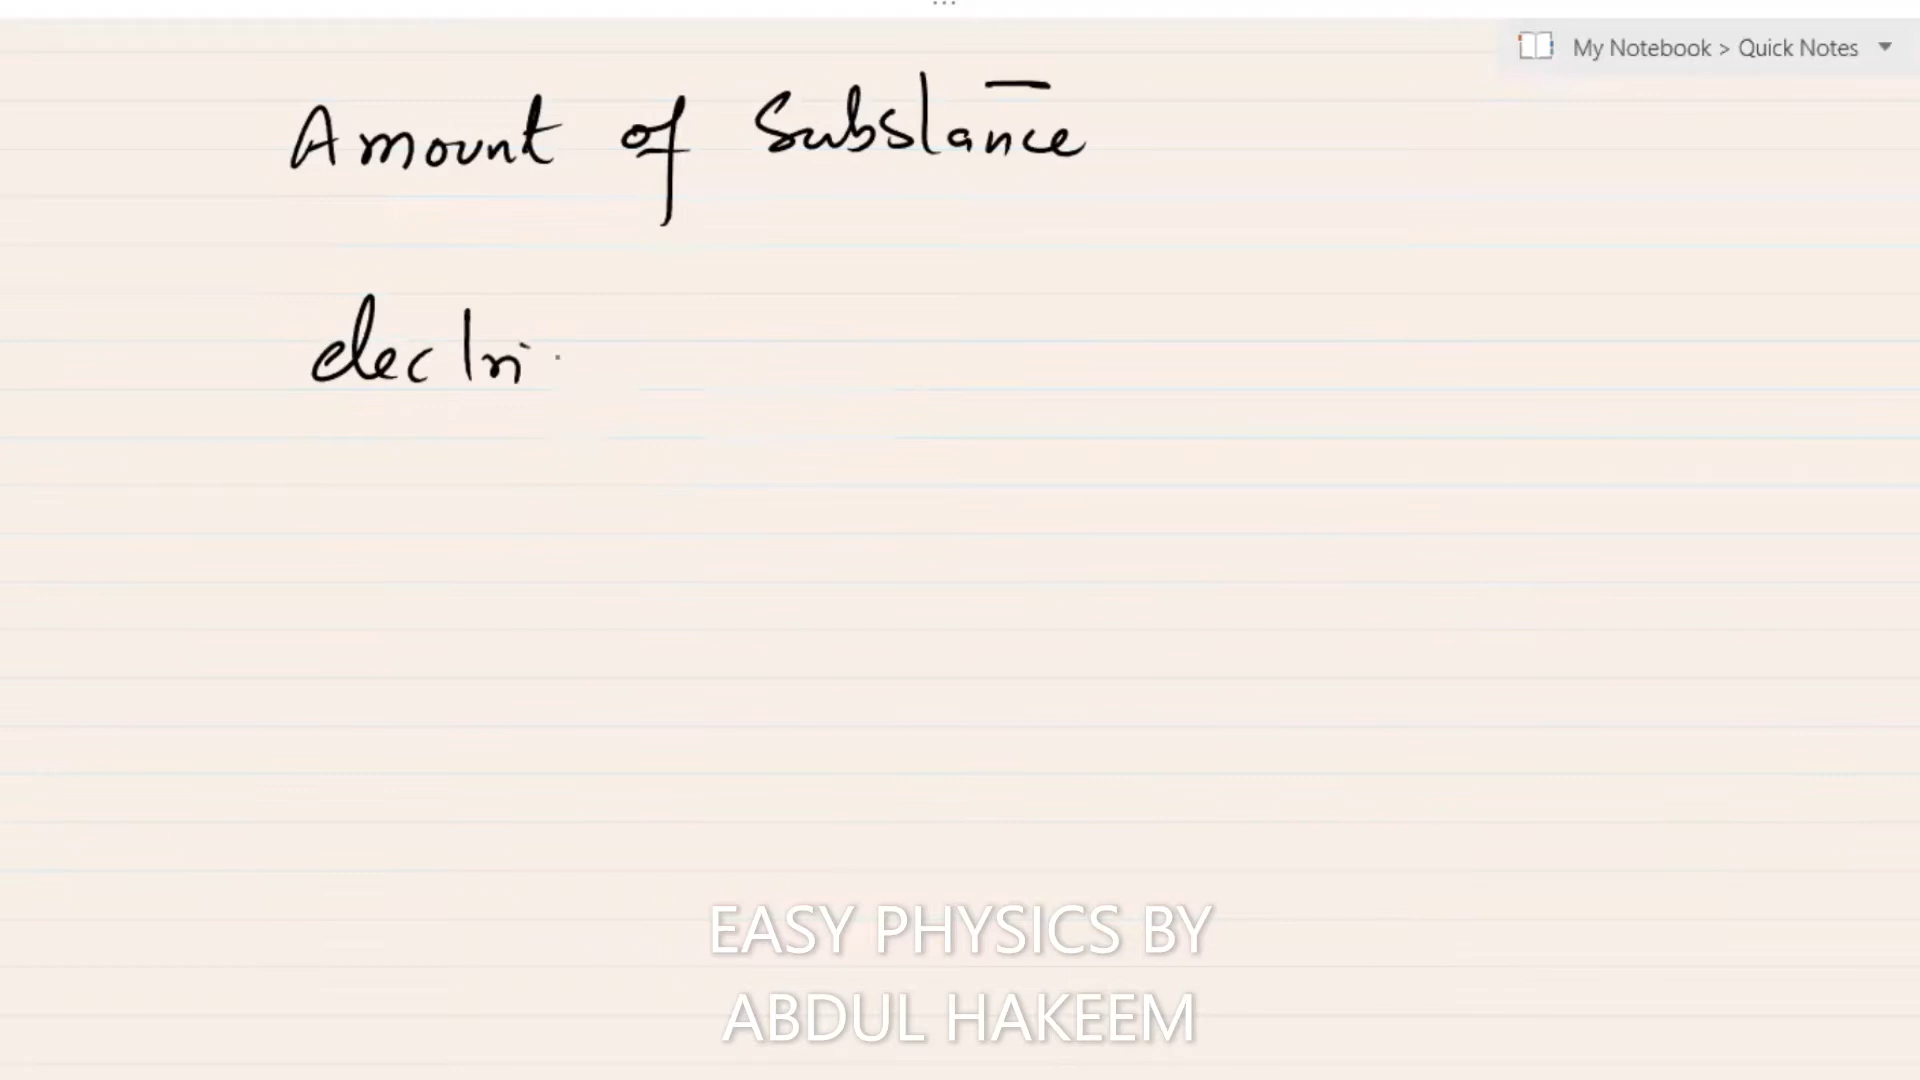 My Notebook > Quick Notes
Amount of Substance
electri
EASY PHYSICS BY
ABDUL HAKEEM